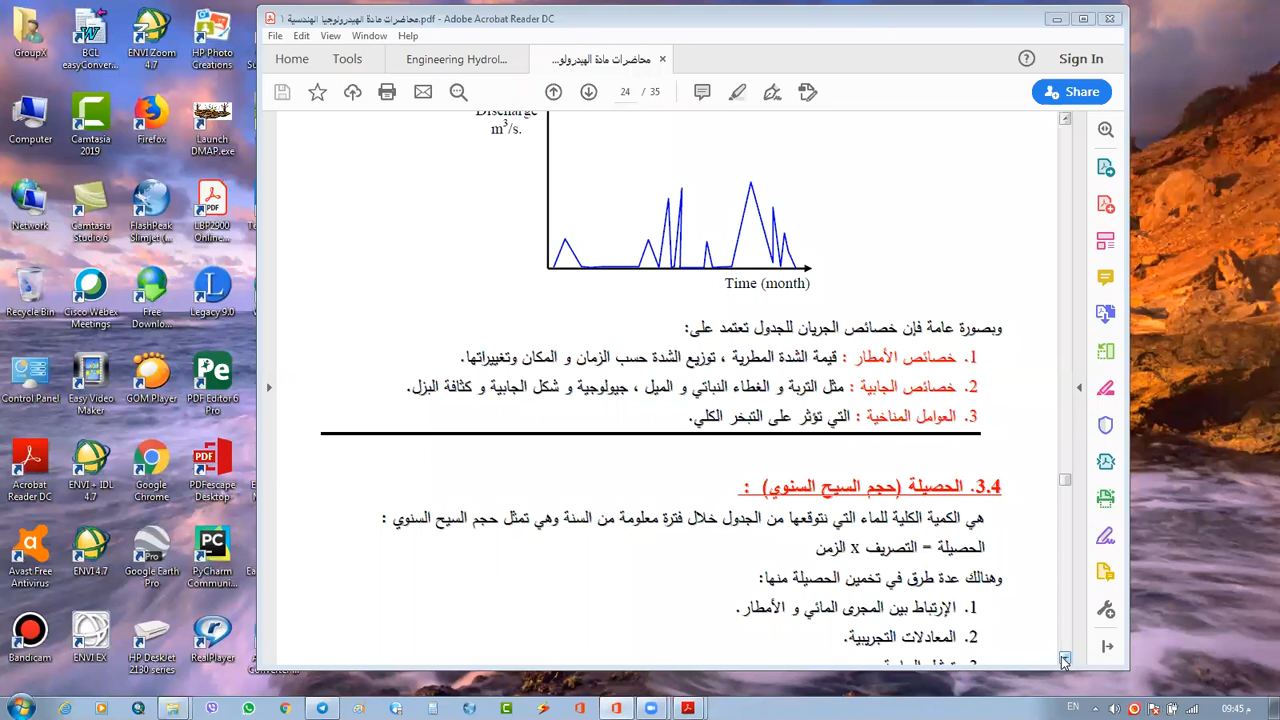 محاضرات مادة الهيدرولوجيا الهندسية ١.pdf - Adobe Acrobat Reader DC
File Edit View Window Help
Home Tools Engineering Hydrol... محاضرات مادة الهيدرولو... × Sign In
24 / 35 Share
Discharge
m³/s.
Time (month)
وبصورة عامة فإن خصائص الجريان للجدول تعتمد على:
1. خصائص الأمطار : قيمة الشدة المطرية ، توزيع الشدة حسب الزمان و المكان وتغييراتها.
2. خصائص الجابية : مثل التربة و الغطاء النباتي و الميل ، جيولوجية و شكل الجابية و كثافة البزل.
3. العوامل المناخية : التي تؤثر على التبخر الكلي.
3.4. الحصيلة (حجم السيح السنوي) :
هي الكمية الكلية للماء التي نتوقعها من الجدول خلال فترة معلومة من السنة وهي تمثل حجم السيح السنوي :
الحصيلة = التصريف x الزمن
وهنالك عدة طرق في تخمين الحصيلة منها:
1. الإرتباط بين المجرى المائي و الأمطار.
2. المعادلات التجريبية.
GroupX
BCL easyConver...
ENVI Zoom 4.7
HP Photo Creations
Computer
Camtasia 2019
Firefox
Launch DMAP.exe
Network
Camtasia Studio 6
FlashPeak Slimjet (...
LBP2900 Online...
Recycle Bin
Cisco Webex Meetings
Free Downlo...
Legacy 9.0
Control Panel
Easy Video Maker
GOM Player
PDF Editor 6 Pro
Acrobat Reader DC
ENVI + IDL 4.7
Google Chrome
PDFescape Desktop
Avast Free Antivirus
ENVI 4.7
Google Earth Pro
PyCharm Communi...
Bandicam
ENVI EX
HP DeskJet 2130 series
RealPlayer
EN
09:45 م